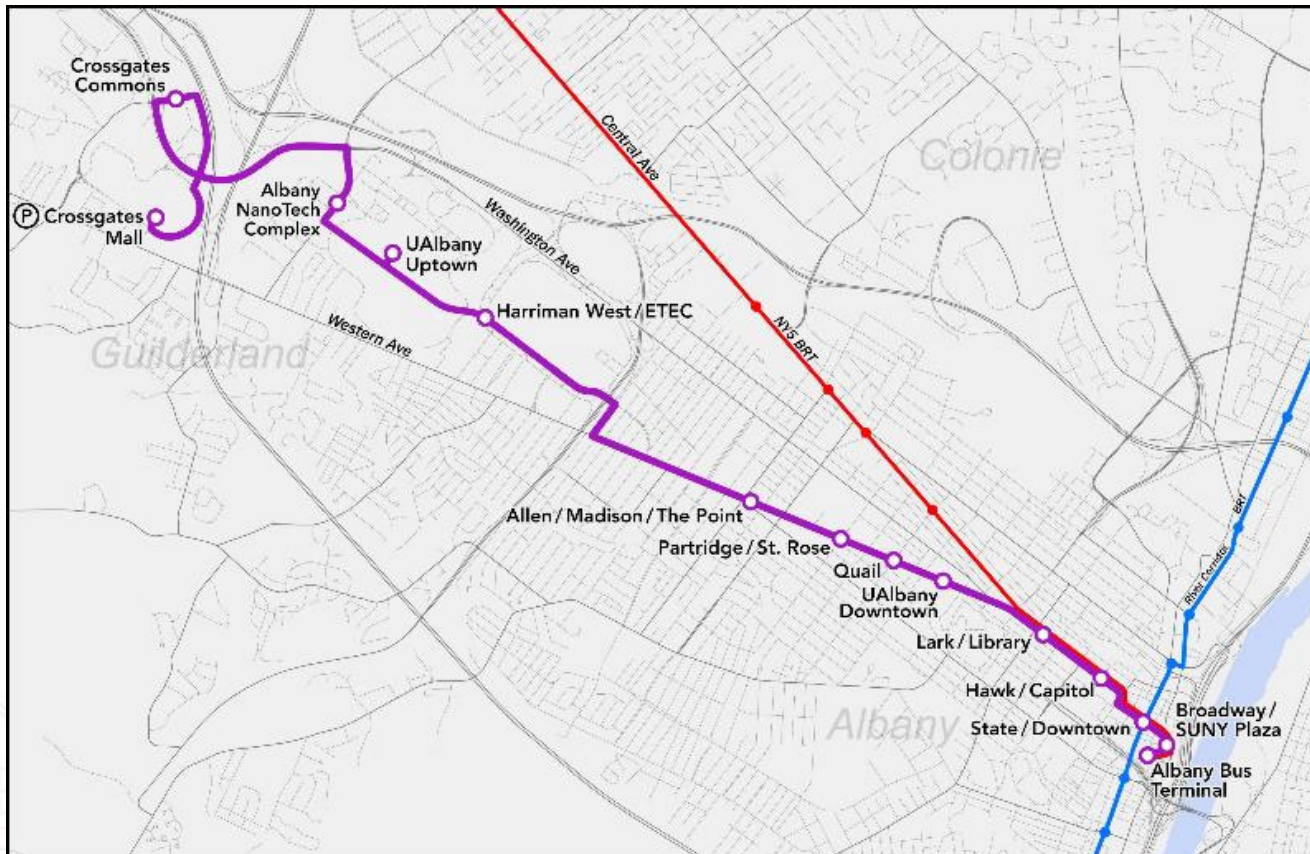 Crossgates
Commons
Central Ave
Colonie
Albany
NanoTech
Complex
P
Crossgates
Mall
Washington Ave
UAlbany
Uptown
Harriman West / ETEC
Western Ave
NY5 BRT
Guilderland
Allen / Madison / The Point
Partridge / St. Rose
Quail
UAlbany
Downtown
River Corridor
BRT
Lark / Library
Hawk / Capitol
Albany
State / Downtown
Broadway /
SUNY Plaza
Albany Bus
Terminal